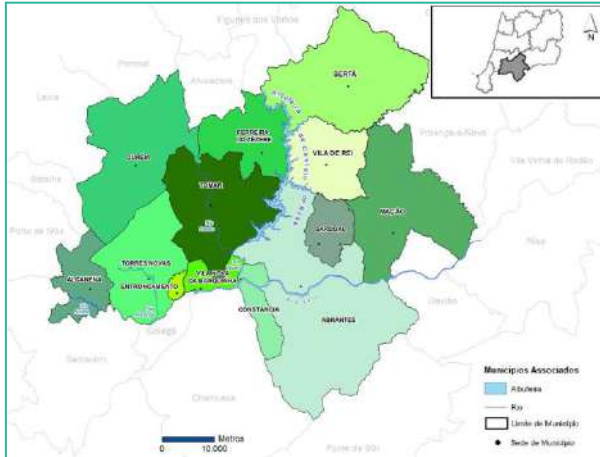 Figueiró dos Vinhos
N
Pombal
SERTÃ
Alvaiázere
Leiria
FERREIRA
DO ZÊZERE
VILA DE REI
Proença-a-Nova
OURÉM
Vila Velha de Rodão
TOMAR
Batalha
MAÇÃO
SARDOAL
Porto de Mós
Nisa
TORRES NOVAS
ALCANENA
VILA NOVA
DA BARQUINHA
ENTRONCAMENTO
Gavião
CONSTÂNCIA
ABRANTES
Golegã
Santarém
Municípios Associados
Albufeira
Chamusca
Rio
Limite de Município
Metros
Sede de Município
0
10.000
Ponte de Sôr